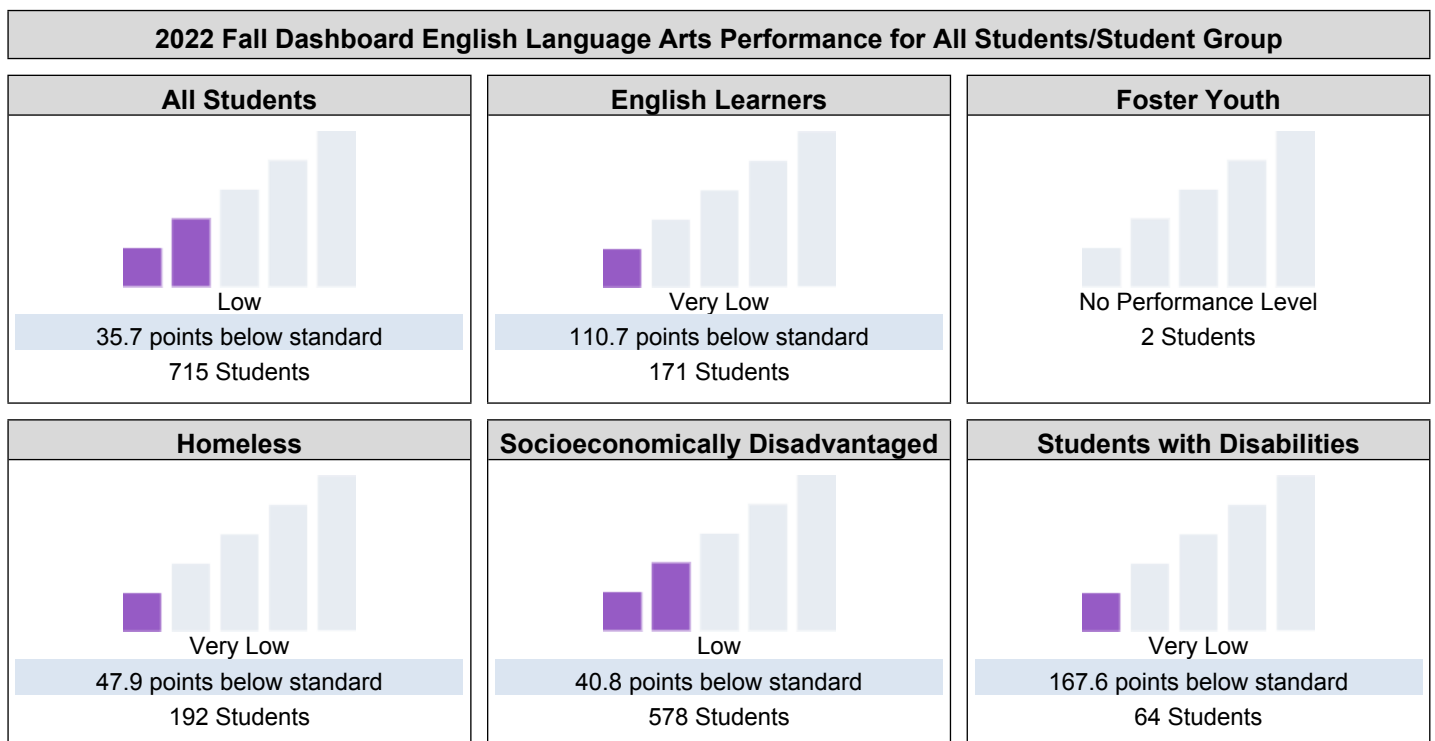 2022 Fall Dashboard English Language Arts Performance for All Students/Student Group
All Students
Low
35.7 points below standard
715 Students
English Learners
Very Low
110.7 points below standard
171 Students
Foster Youth
No Performance Level
2 Students
Homeless
Very Low
47.9 points below standard
192 Students
Socioeconomically Disadvantaged
Low
40.8 points below standard
578 Students
Students with Disabilities
Very Low
167.6 points below standard
64 Students